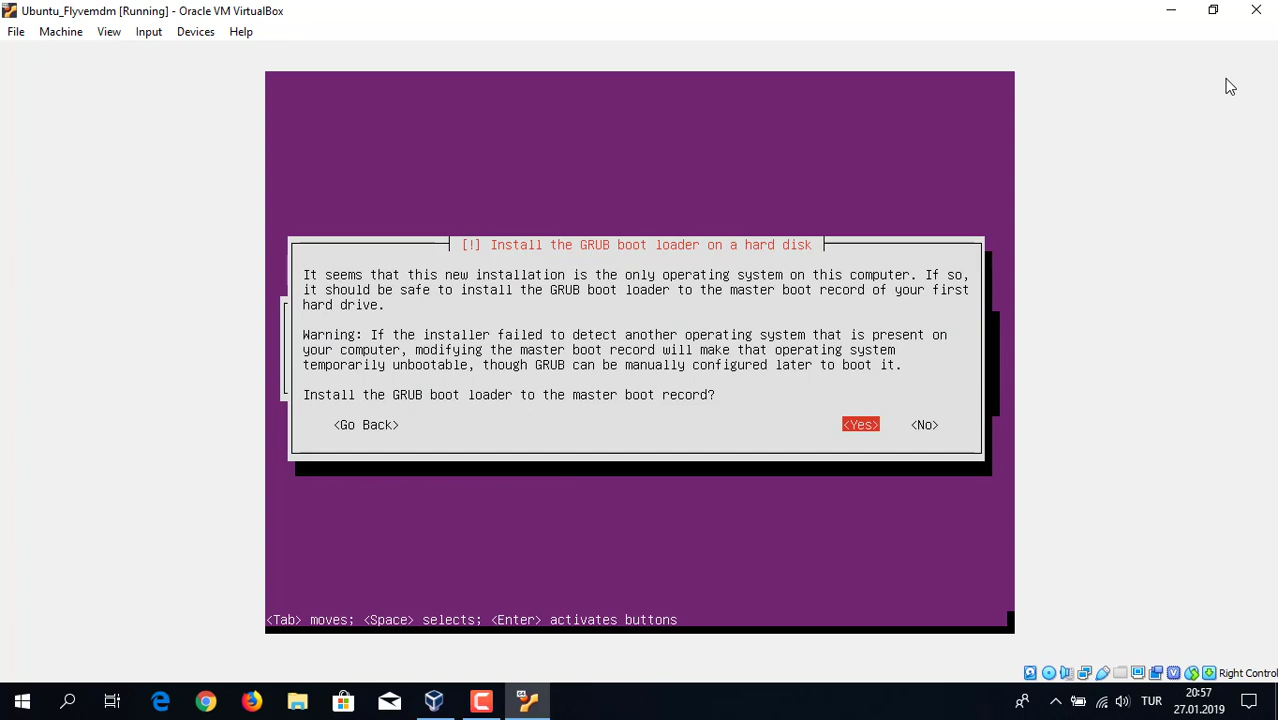 Ubuntu_Flyvemdm [Running] - Oracle VM VirtualBox
File Machine View Input Devices Help
[!] Install the GRUB boot loader on a hard disk
It seems that this new installation is the only operating system on this computer. If so,
it should be safe to install the GRUB boot loader to the master boot record of your first
hard drive.
Warning: If the installer failed to detect another operating system that is present on
your computer, modifying the master boot record will make that operating system
temporarily unbootable, though GRUB can be manually configured later to boot it.
Install the GRUB boot loader to the master boot record?
<Go Back> <Yes> <No>
<Tab> moves; <Space> selects; <Enter> activates buttons
Right Control
TUR
20:57
27.01.2019